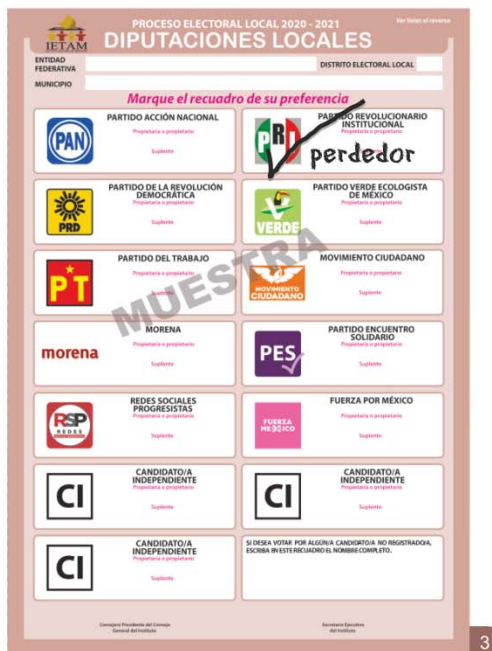 PROCESO ELECTORAL LOCAL 2020 - 2021
Ver listas al reverso
IETAM
DIPUTACIONES LOCALES
ENTIDAD FEDERATIVA
DISTRITO ELECTORAL LOCAL
MUNICIPIO
Marque el recuadro de su preferencia
PAN
PARTIDO ACCIÓN NACIONAL
Propietaria o propietario
Suplente
PRI
PARTIDO REVOLUCIONARIO
INSTITUCIONAL
Propietaria o propietario
perdedor
PRD
PARTIDO DE LA REVOLUCIÓN
DEMOCRÁTICA
Propietaria o propietario
Suplente
VERDE
PARTIDO VERDE ECOLOGISTA
DE MÉXICO
Propietaria o propietario
Suplente
PT
PARTIDO DEL TRABAJO
Propietaria o propietario
Suplente
MOVIMIENTO
CIUDADANO
MOVIMIENTO CIUDADANO
Propietaria o propietario
Suplente
MUESTRA
morena
MORENA
Propietaria o propietario
Suplente
PES
PARTIDO ENCUENTRO
SOLIDARIO
Propietaria o propietario
Suplente
RSP
REDES
REDES SOCIALES
PROGRESISTAS
Propietaria o propietario
Suplente
FUERZA
MEXICO
FUERZA POR MÉXICO
Propietaria o propietario
Suplente
CI
CANDIDATO/A
INDEPENDIENTE
Propietaria o propietario
Suplente
CI
CANDIDATO/A
INDEPENDIENTE
Propietaria o propietario
Suplente
CI
CANDIDATO/A
INDEPENDIENTE
Propietaria o propietario
Suplente
SI DESEA VOTAR POR ALGÚN/A CANDIDATO/A NO REGISTRADO/A,
ESCRIBA EN ESTE RECUADRO EL NOMBRE COMPLETO.
Consejera Presidenta del Consejo
General del Instituto
Secretario Ejecutivo
del Instituto
3